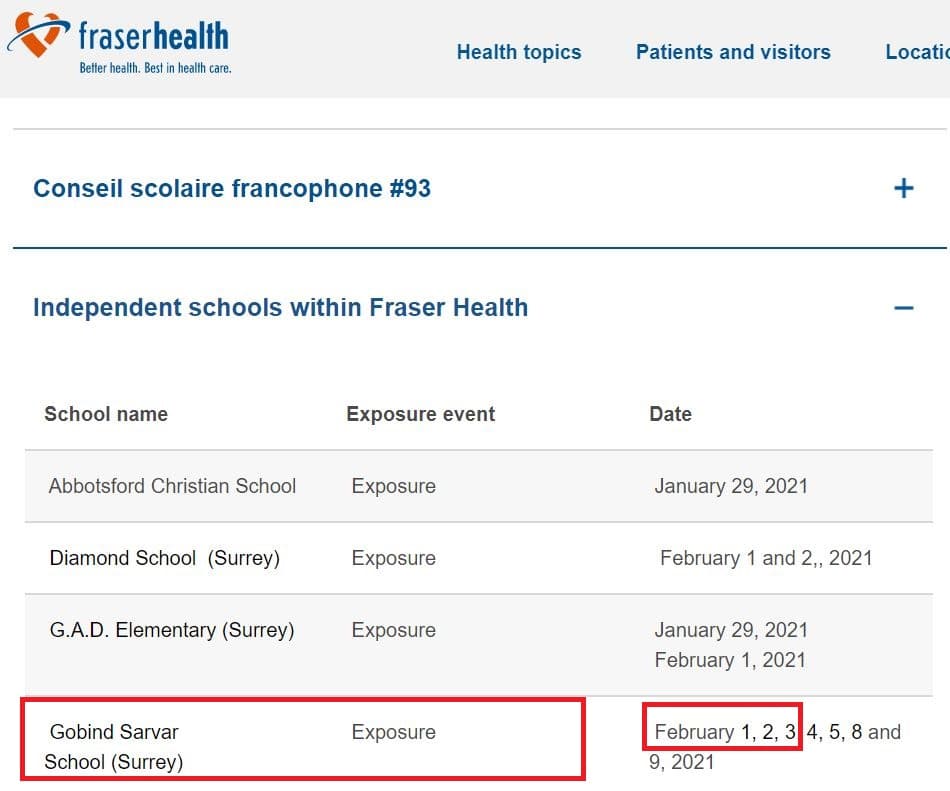 fraserhealth
Better health. Best in health care.
Health topics Patients and visitors Locatio
Conseil scolaire francophone #93 +
Independent schools within Fraser Health −
School name Exposure event Date
Abbotsford Christian School Exposure January 29, 2021
Diamond School (Surrey) Exposure February 1 and 2,, 2021
G.A.D. Elementary (Surrey) Exposure January 29, 2021
February 1, 2021
Gobind Sarvar Exposure February 1, 2, 3, 4, 5, 8 and
School (Surrey) 9, 2021